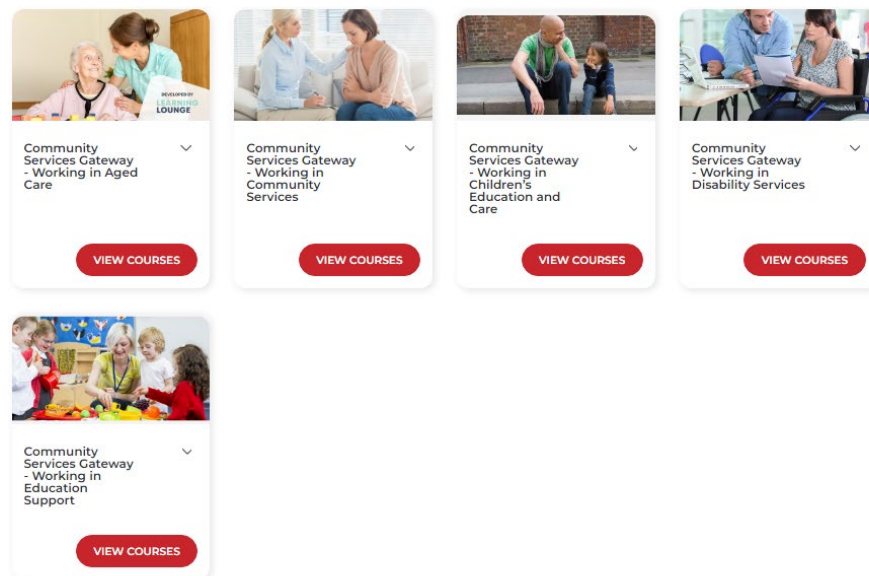 DEVELOPED BY
LEARNING
LOUNGE
Community
Services Gateway
- Working in Aged
Care
VIEW COURSES
Community
Services Gateway
- Working in
Community
Services
VIEW COURSES
Community
Services Gateway
- Working in
Children's
Education and
Care
VIEW COURSES
Community
Services Gateway
- Working in
Disability Services
VIEW COURSES
Community
Services Gateway
- Working in
Education
Support
VIEW COURSES